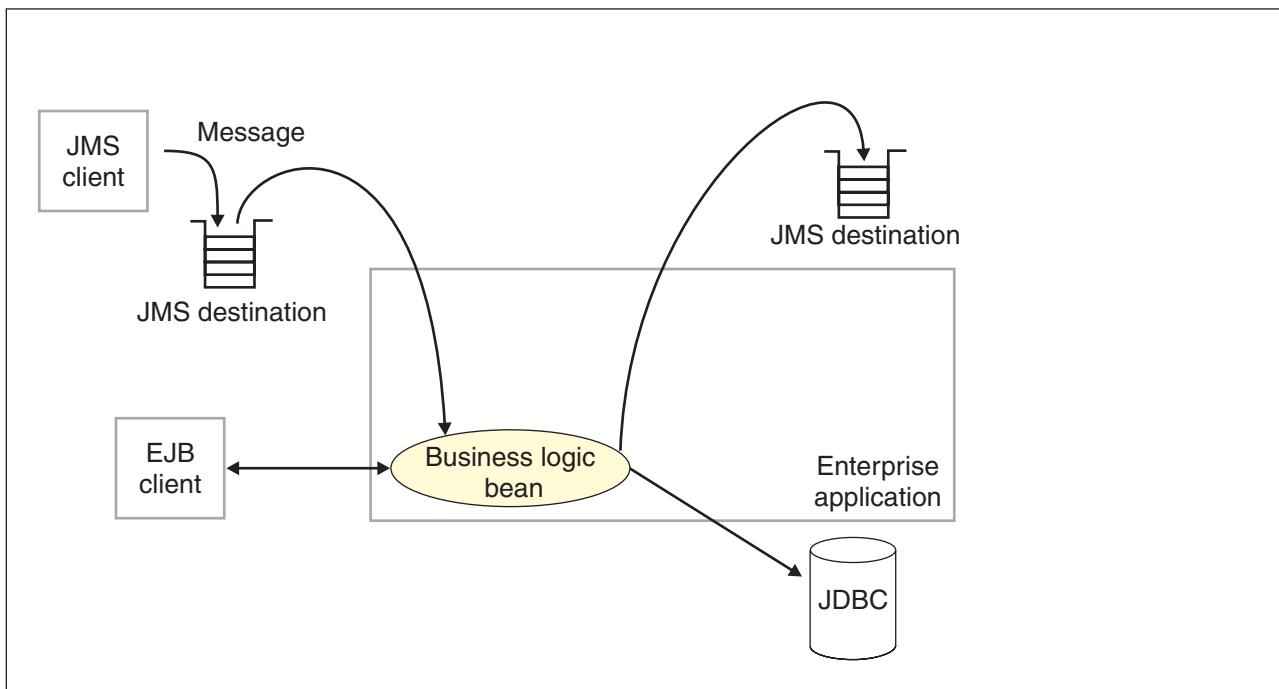 JMS
client
Message
JMS destination
JMS destination
EJB
client
Business logic
bean
Enterprise
application
JDBC